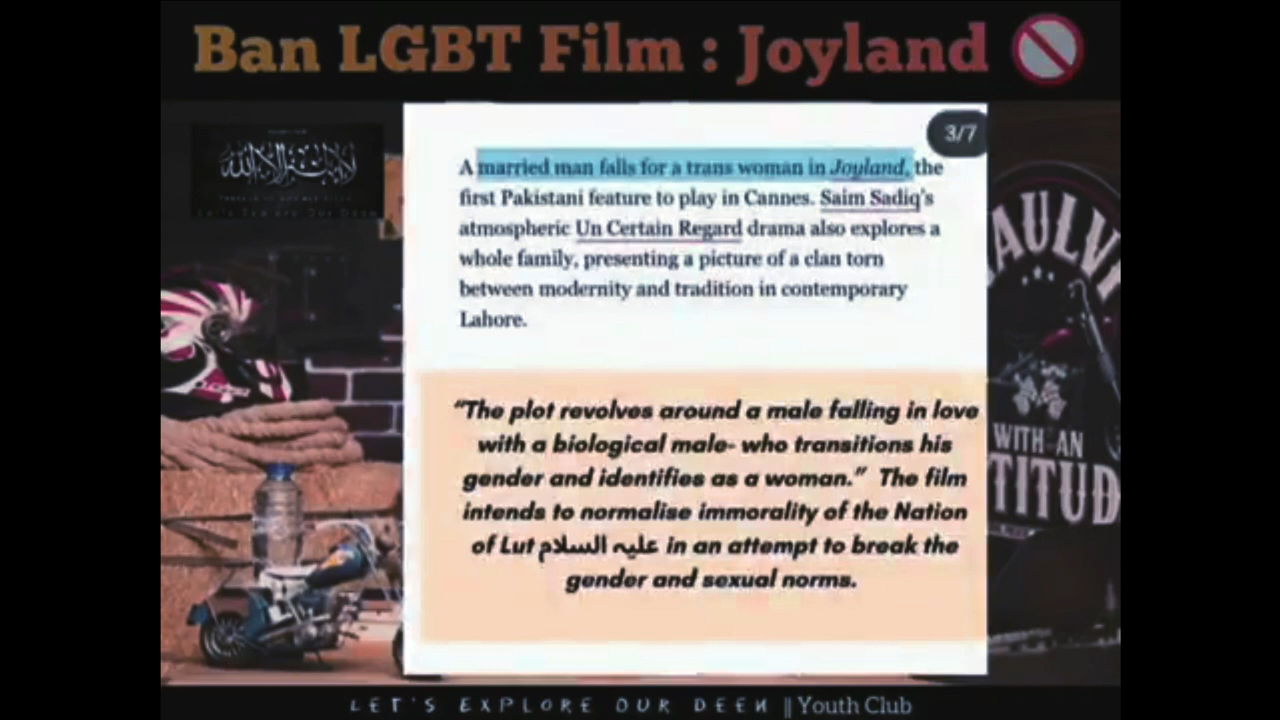 Ban LGBT Film : Joyland
3/7
A married man falls for a trans woman in Joyland, the
first Pakistani feature to play in Cannes. Saim Sadiq's
atmospheric Un Certain Regard drama also explores a
whole family, presenting a picture of a clan torn
between modernity and tradition in contemporary
Lahore.
“The plot revolves around a male falling in love
with a biological male- who transitions his
gender and identifies as a woman.” The film
intends to normalise immorality of the Nation
of Lut عليه السلام in an attempt to break the
gender and sexual norms.
AULVI
WITH AN
TITUD
LET'S EXPLORE OUR DEEN || Youth Club